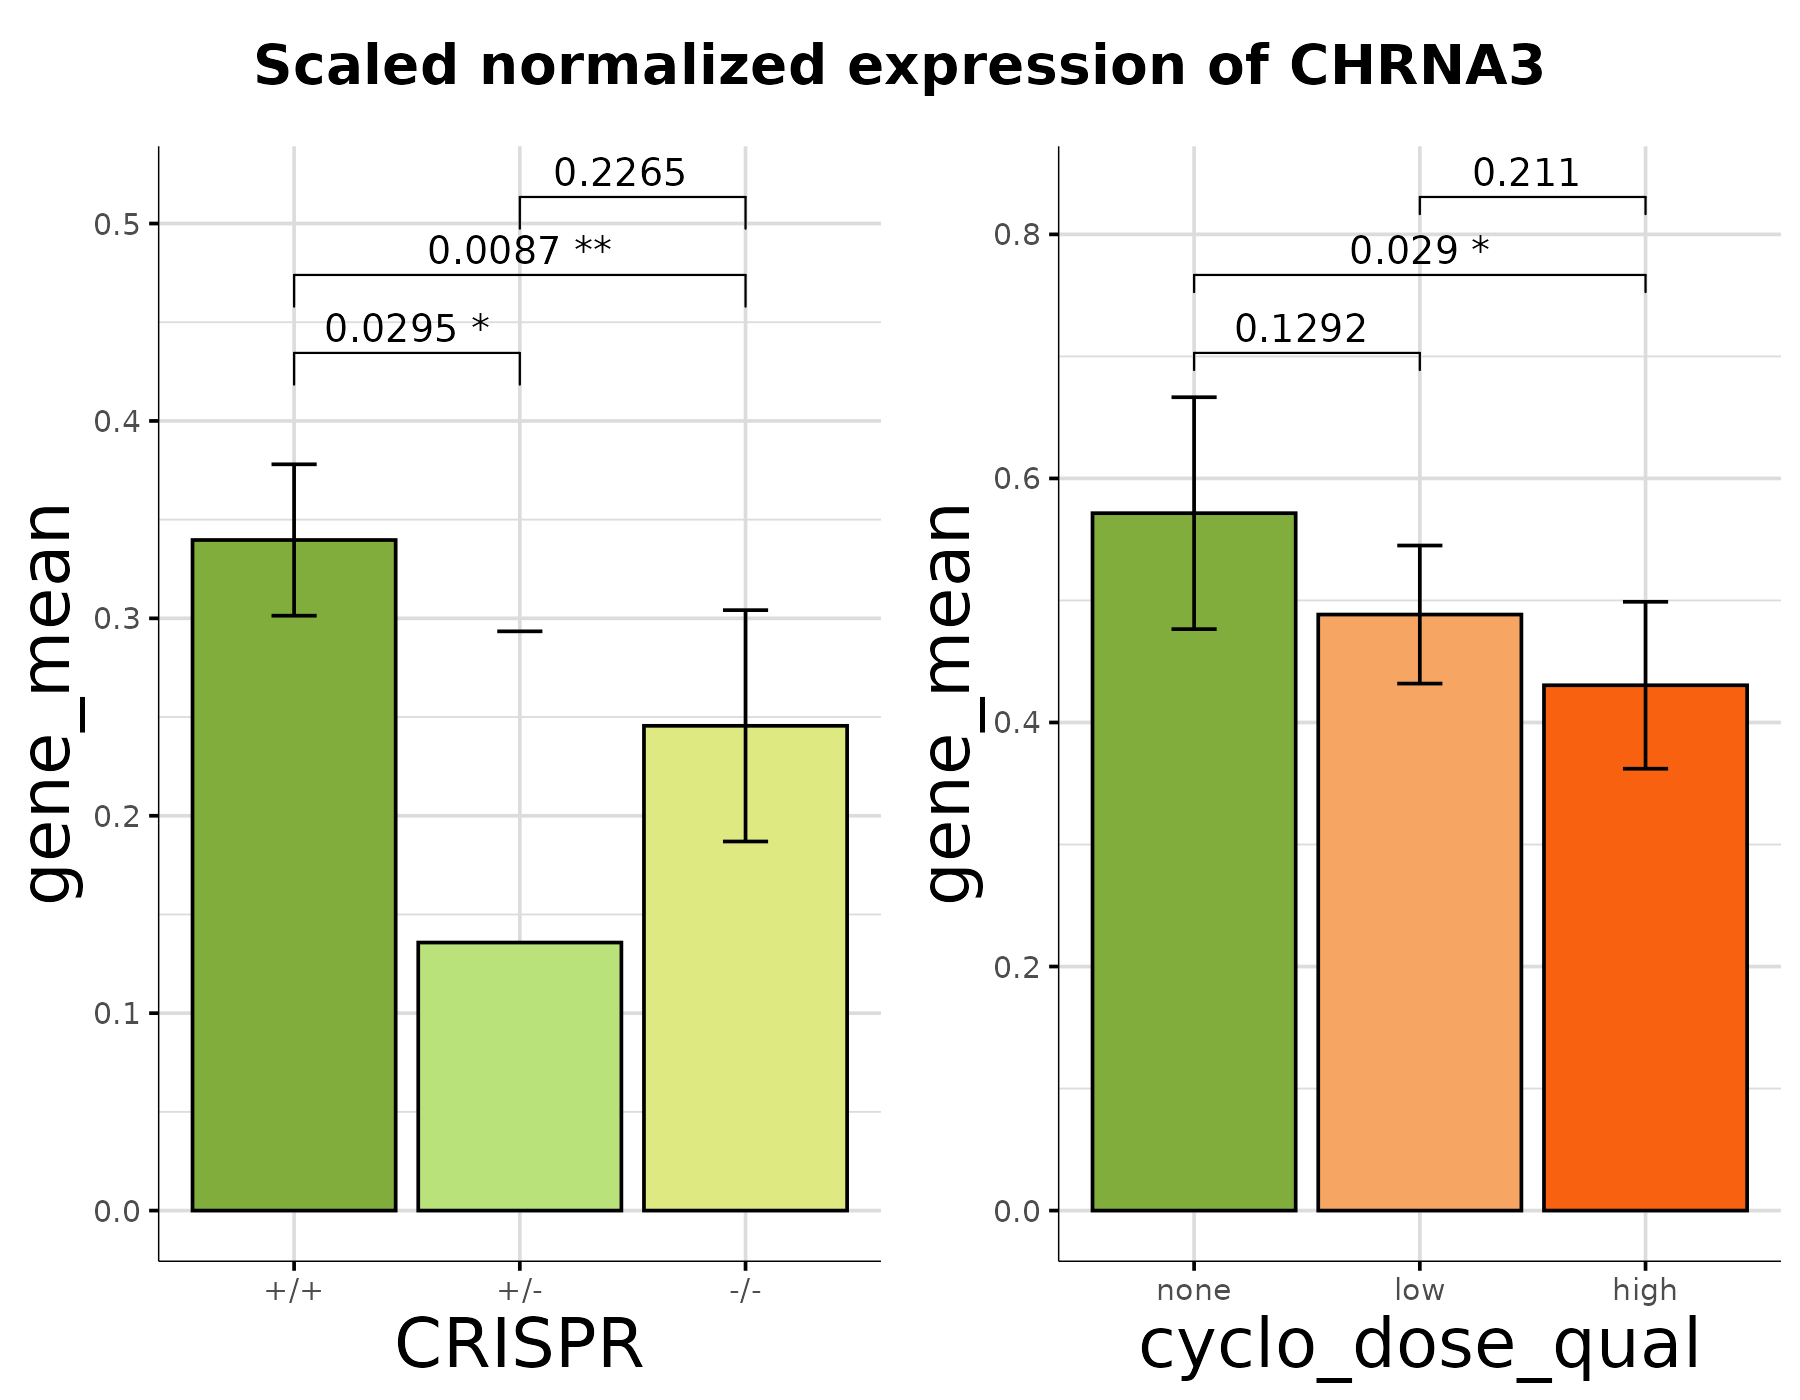 Scaled normalized expression of CHRNA3
gene_mean
0.5
0.4
0.3
0.2
0.1
0.0
0.2265
0.0087 **
0.0295 *
+/+
+/-
-/-
CRISPR
gene_mean
0.8
0.6
0.4
0.2
0.0
0.211
0.029 *
0.1292
none
low
high
cyclo_dose_qual